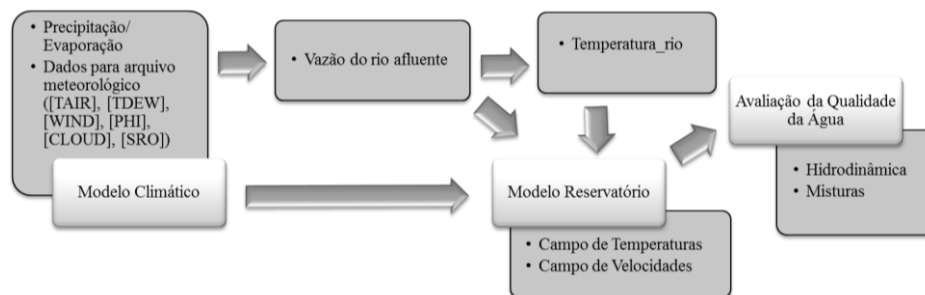 • Precipitação/
Evaporação
• Dados para arquivo
meteorológico
([TAIR], [TDEW],
[WIND], [PHI],
[CLOUD], [SRO])
Modelo Climático
• Vazão do rio afluente
• Temperatura_rio
Modelo Reservatório
• Campo de Temperaturas
• Campo de Velocidades
Avaliação da Qualidade
da Água
• Hidrodinâmica
• Misturas